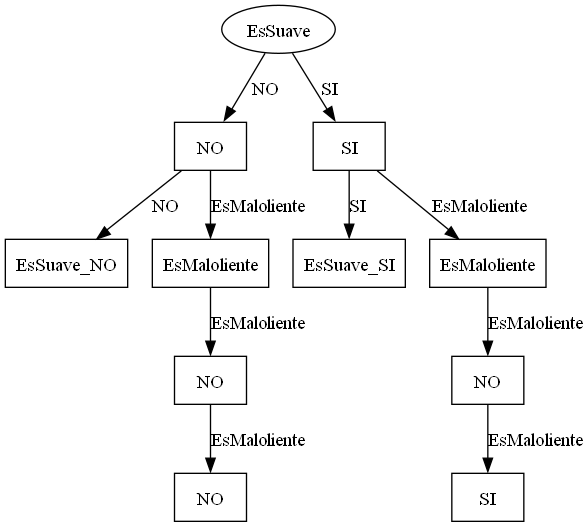 EsSuave
NO
SI
NO
SI
NO
EsMaloliente
SI
EsMaloliente
EsSuave_NO
EsMaloliente
EsSuave_SI
EsMaloliente
EsMaloliente
EsMaloliente
NO
NO
EsMaloliente
EsMaloliente
NO
SI